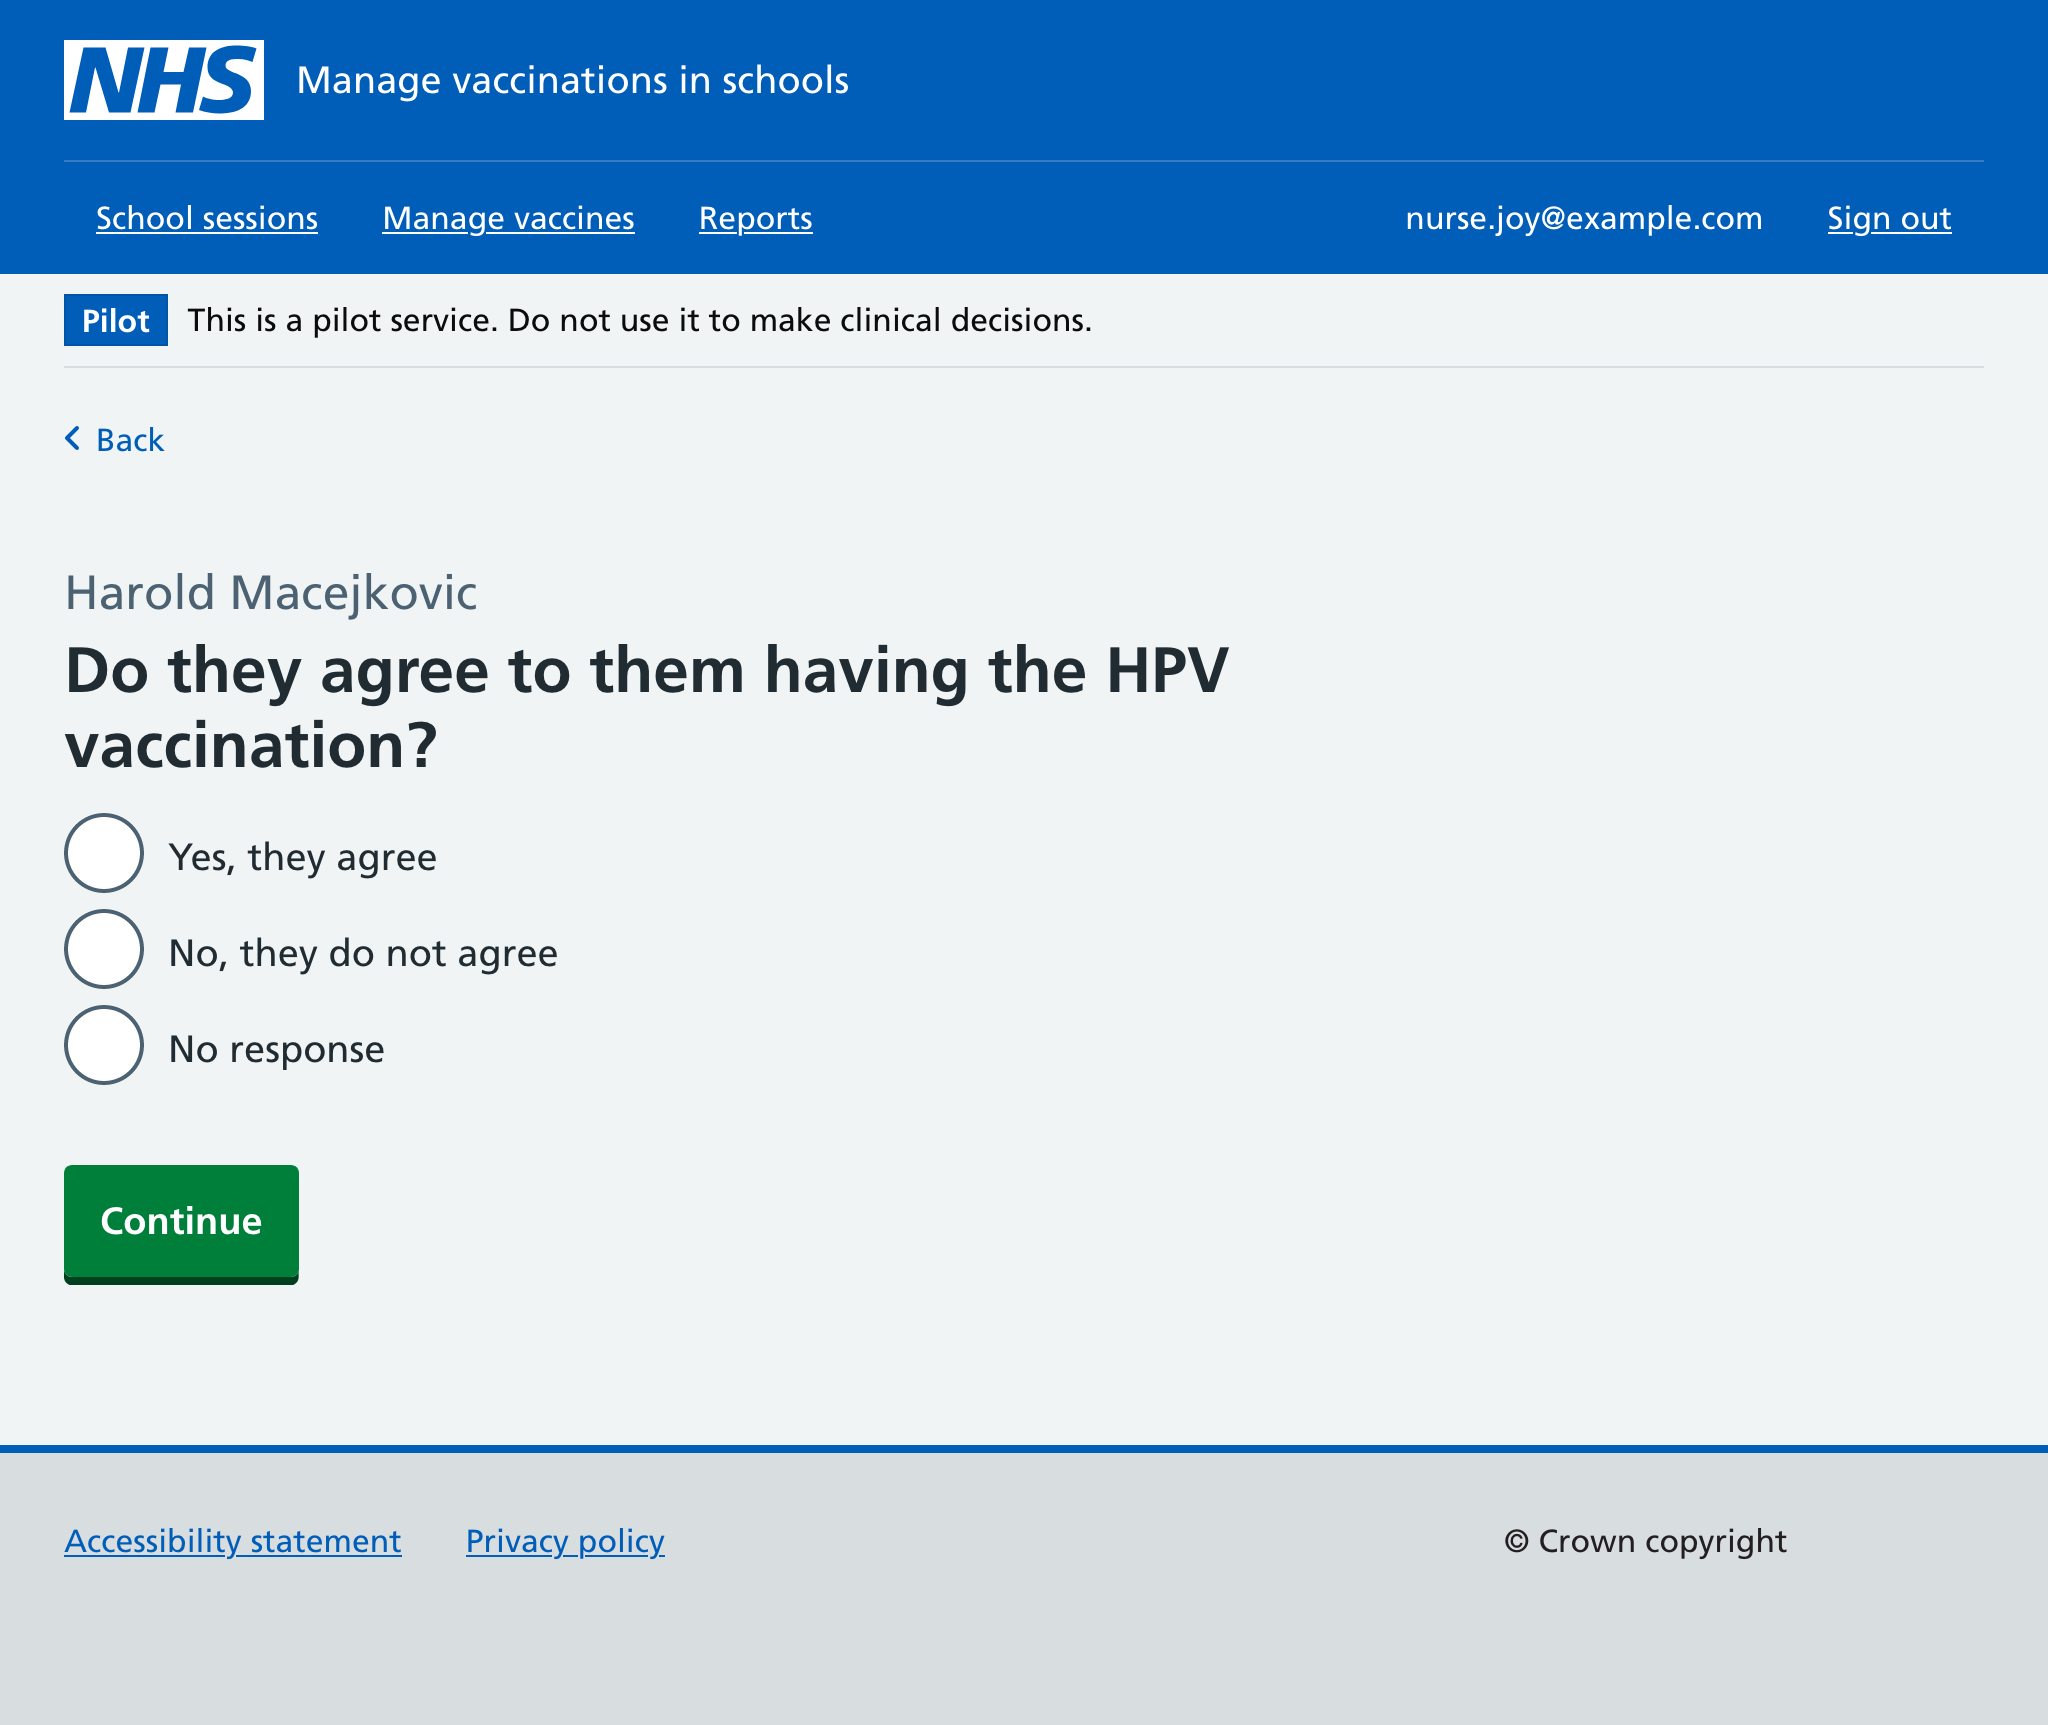 NHS Manage vaccinations in schools
School sessions Manage vaccines Reports nurse.joy@example.com Sign out
Pilot This is a pilot service. Do not use it to make clinical decisions.
Back
Harold Macejkovic
Do they agree to them having the HPV
vaccination?
Yes, they agree
No, they do not agree
No response
Continue
Accessibility statement Privacy policy © Crown copyright